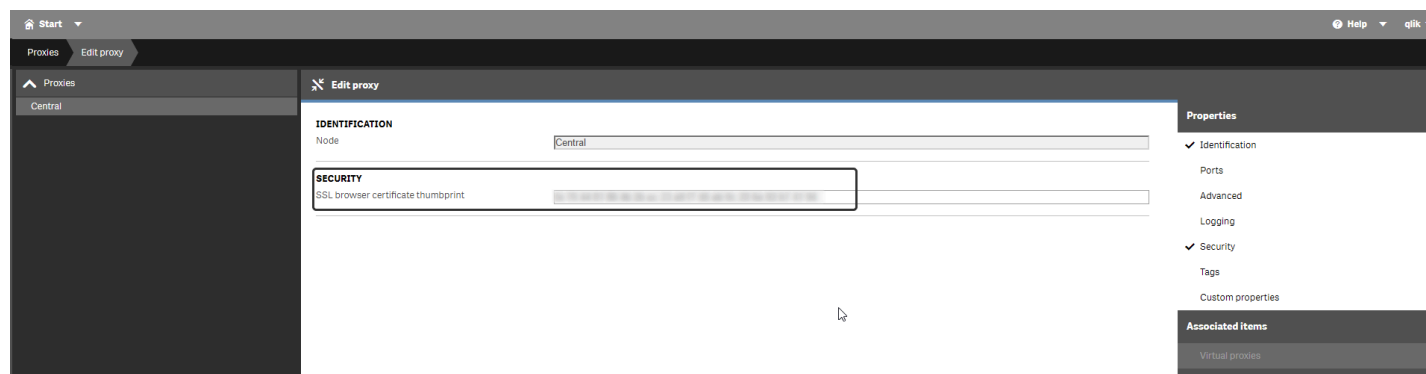 Start
Help
qlik
Proxies
Edit proxy
Proxies
Central
Edit proxy
IDENTIFICATION
Node
Central
SECURITY
SSL browser certificate thumbprint
Properties
Identification
Ports
Advanced
Logging
Security
Tags
Custom properties
Associated items
Virtual proxies